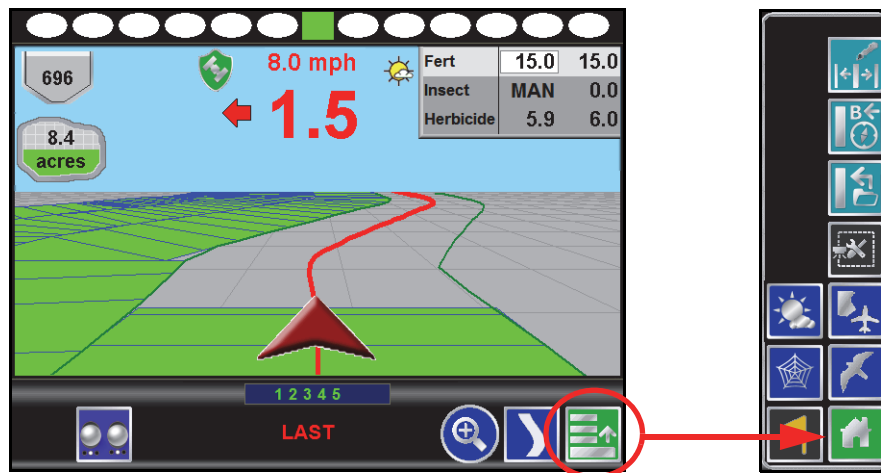 8.0 mph
696
1.5
Fert 15.0 15.0
Insect MAN 0.0
Herbicide 5.9 6.0
8.4
acres
1 2 3 4 5
LAST
B